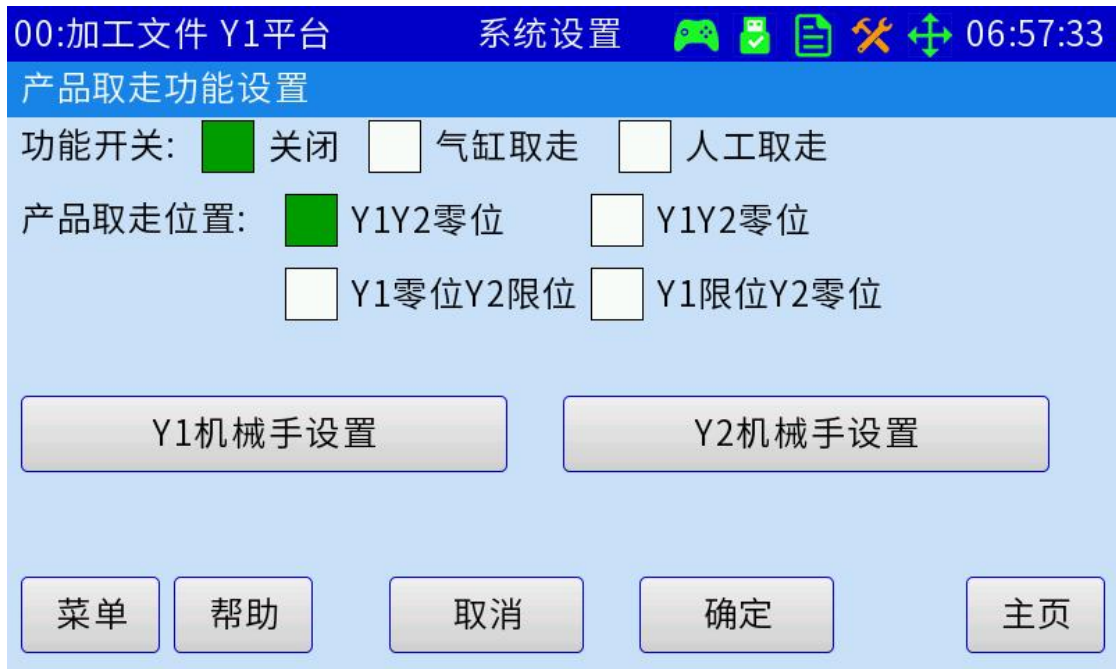 00:加工文件 Y1平台 系统设置 06:57:33
产品取走功能设置
功能开关: 关闭 气缸取走 人工取走
产品取走位置: Y1Y2零位 Y1Y2零位
Y1零位Y2限位 Y1限位Y2零位
Y1机械手设置 Y2机械手设置
菜单 帮助 取消 确定 主页